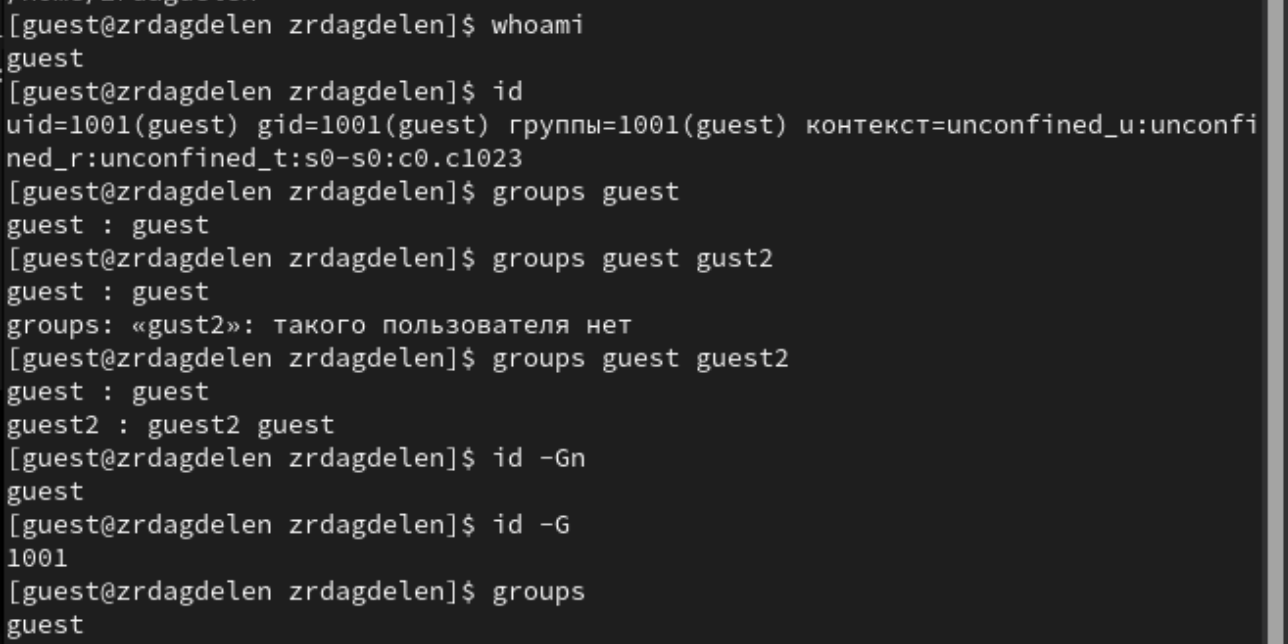 [guest@zrdagdelen zrdagdelen]$ whoami
guest
[guest@zrdagdelen zrdagdelen]$ id
uid=1001(guest) gid=1001(guest) группы=1001(guest) контекст=unconfined_u:unconfi
ned_r:unconfined_t:s0-s0:c0.c1023
[guest@zrdagdelen zrdagdelen]$ groups guest
guest : guest
[guest@zrdagdelen zrdagdelen]$ groups guest gust2
guest : guest
groups: «gust2»: такого пользователя нет
[guest@zrdagdelen zrdagdelen]$ groups guest guest2
guest : guest
guest2 : guest2 guest
[guest@zrdagdelen zrdagdelen]$ id -Gn
guest
[guest@zrdagdelen zrdagdelen]$ id -G
1001
[guest@zrdagdelen zrdagdelen]$ groups
guest